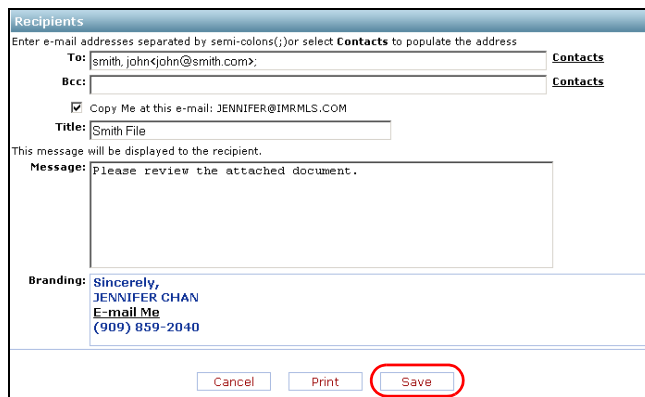 Recipients
Enter e-mail addresses separated by semi-colons(;)or select Contacts to populate the address
To: smith, john<john@smith.com>; Contacts
Bcc: Contacts
Copy Me at this e-mail: JENNIFER@IMRMLS.COM
Title: Smith File
This message will be displayed to the recipient.
Message: Please review the attached document.
Branding: Sincerely,
JENNIFER CHAN
E-mail Me
(909) 859-2040
Cancel Print Save